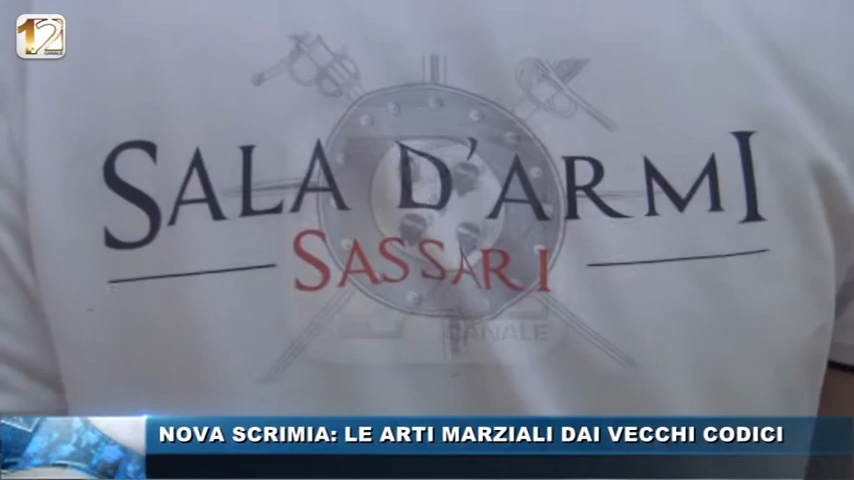 12
SALA D'ARMI
SASSARI
CANALE
NOVA SCRIMIA: LE ARTI MARZIALI DAI VECCHI CODICI